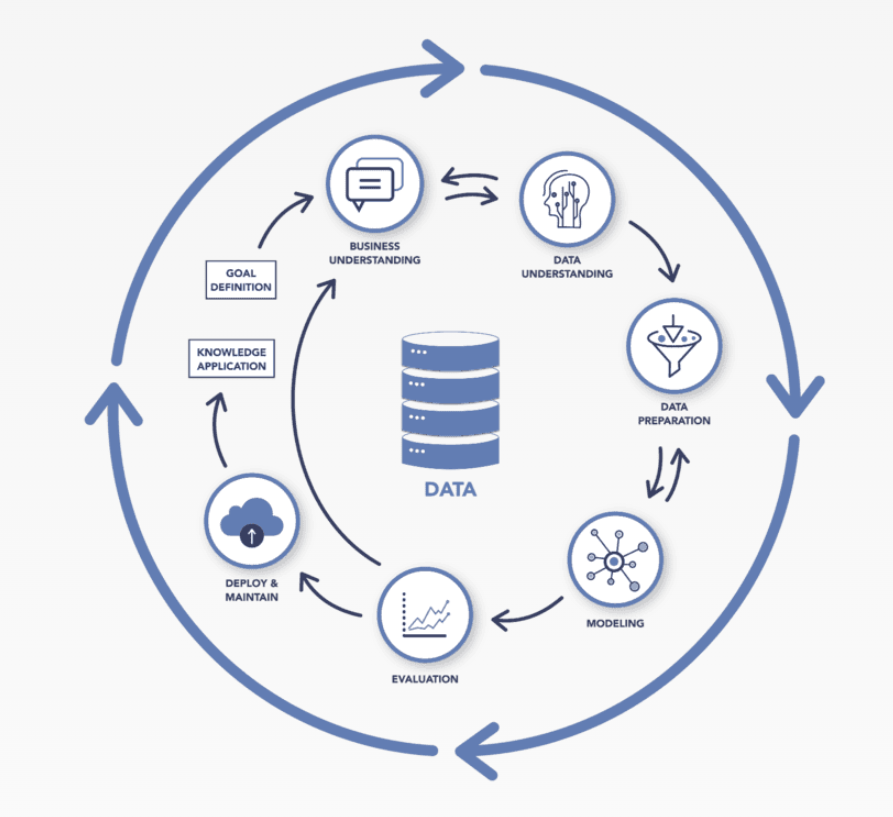 BUSINESS
UNDERSTANDING
DATA
UNDERSTANDING
GOAL
DEFINITION
KNOWLEDGE
APPLICATION
DATA
PREPARATION
DATA
DEPLOY &
MAINTAIN
MODELING
EVALUATION